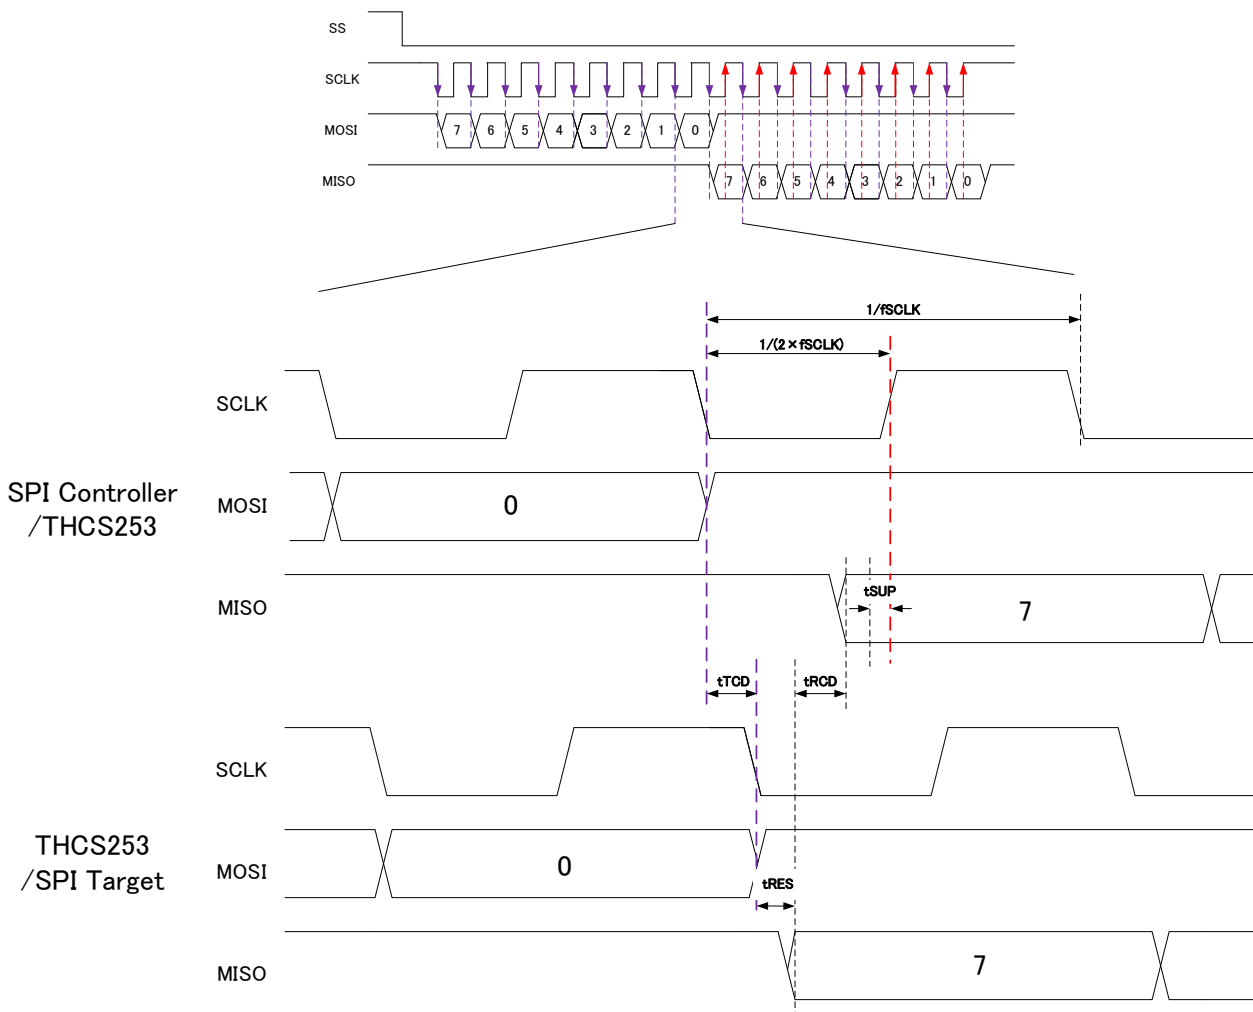 SS
SCLK
MOSI
7 6 5 4 3 2 1 0
MISO
7 6 5 4 3 2 1 0
1/fSCLK
1/(2×fSCLK)
SCLK
SPI Controller
/THCS253
MOSI
0
MISO
tSUP
7
tTCD
tRCD
SCLK
THCS253
/SPI Target
MOSI
0
tRES
MISO
7